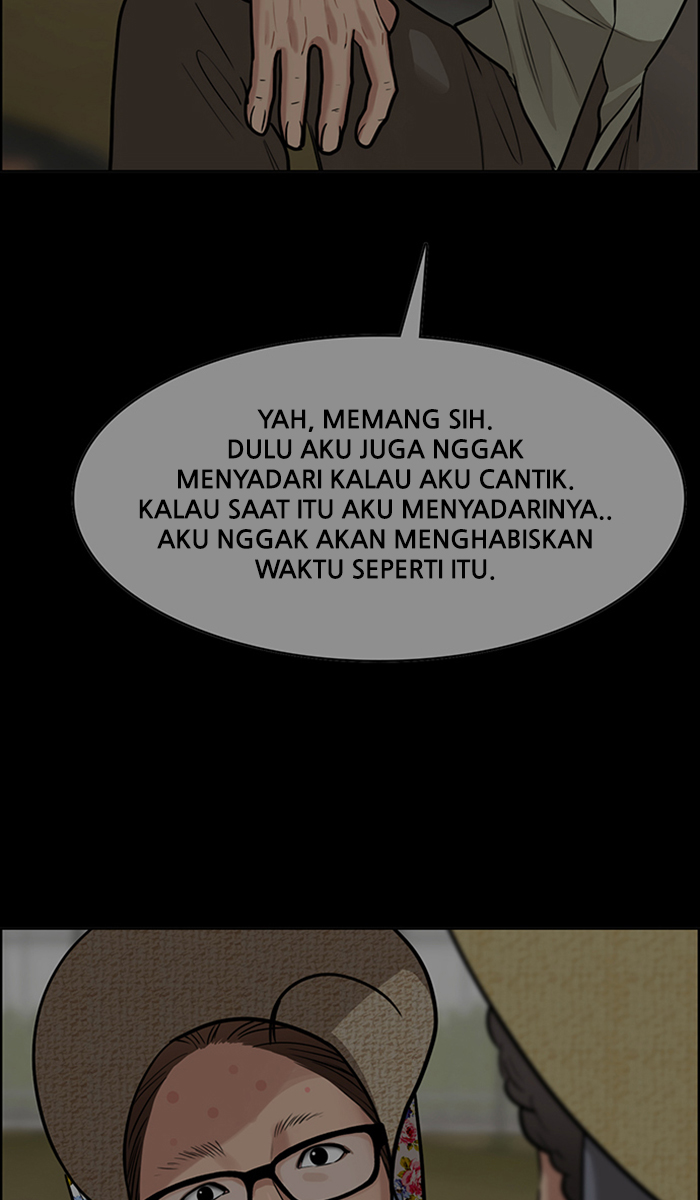 YAH, MEMANG SIH.
DULU AKU JUGA NGGAK
MENYADARI KALAU AKU CANTIK.
KALAU SAAT ITU AKU MENYADARINYA..
AKU NGGAK AKAN MENGHABISKAN
WAKTU SEPERTI ITU.